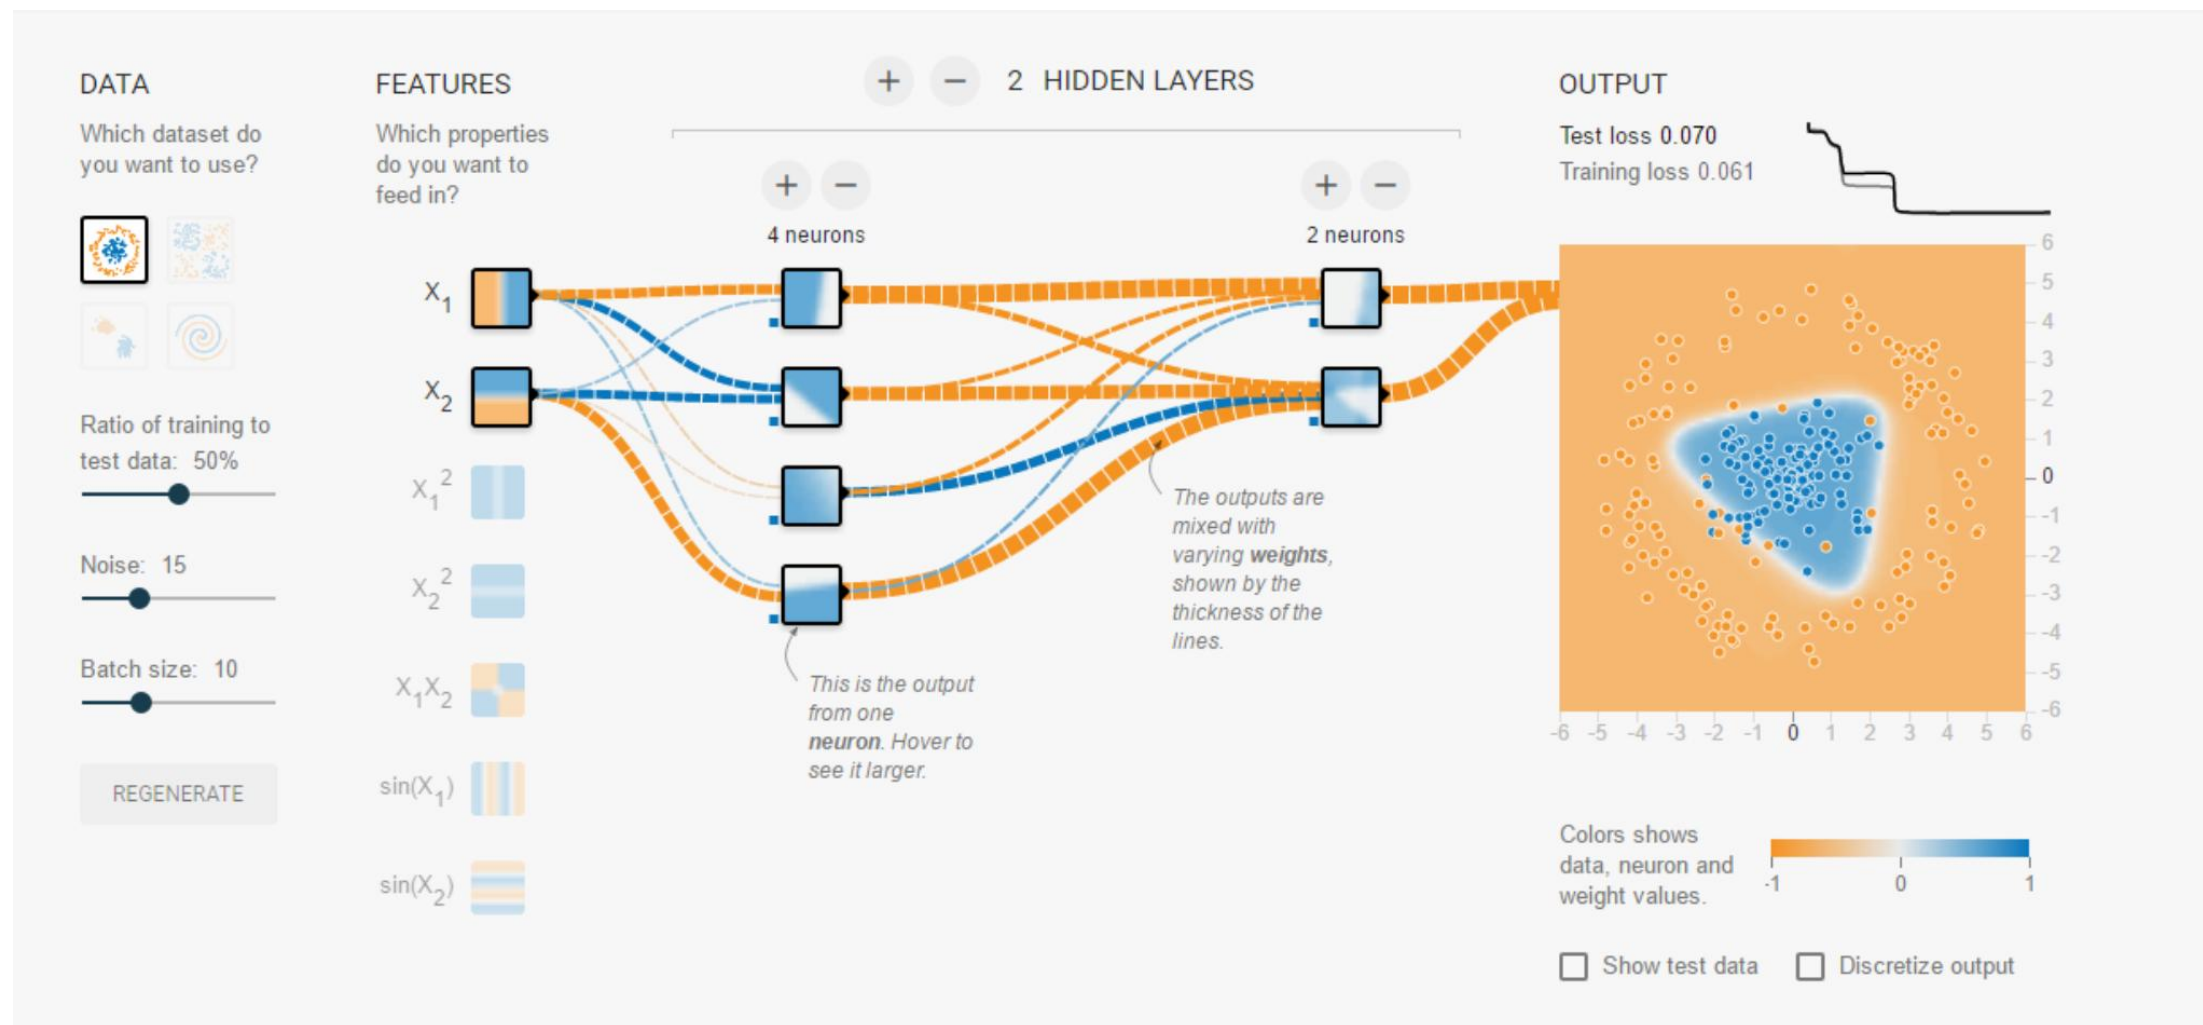 DATA
Which dataset do
you want to use?
Ratio of training to
test data: 50%
Noise: 15
Batch size: 10
REGENERATE
FEATURES
Which properties
do you want to
feed in?
X1
X2
X1²
X2²
X1X2
sin(X1)
sin(X2)
+ − 2 HIDDEN LAYERS
+ −
4 neurons
+ −
2 neurons
This is the output
from one
neuron. Hover to
see it larger.
The outputs are
mixed with
varying weights,
shown by the
thickness of the
lines.
OUTPUT
Test loss 0.070
Training loss 0.061
6
5
4
3
2
1
0
-1
-2
-3
-4
-5
-6
-6 -5 -4 -3 -2 -1 0 1 2 3 4 5 6
Colors shows
data, neuron and
weight values.
-1 0 1
Show test data Discretize output